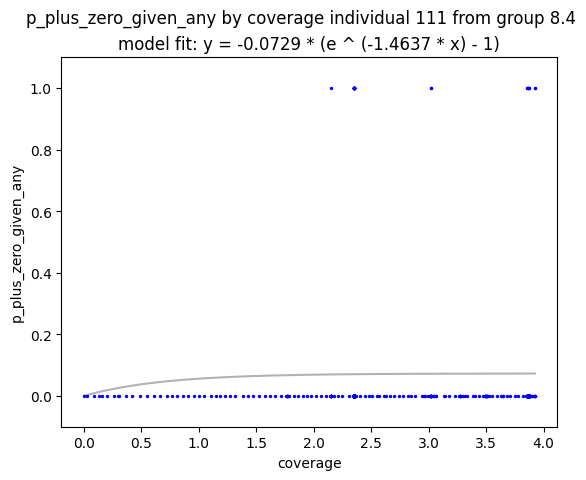 p_plus_zero_given_any by coverage individual 111 from group 8.4
model fit: y = -0.0729 * (e ^ (-1.4637 * x) - 1)
1.0
0.8
0.6
0.4
0.2
0.0
p_plus_zero_given_any
0.0 0.5 1.0 1.5 2.0 2.5 3.0 3.5 4.0
coverage